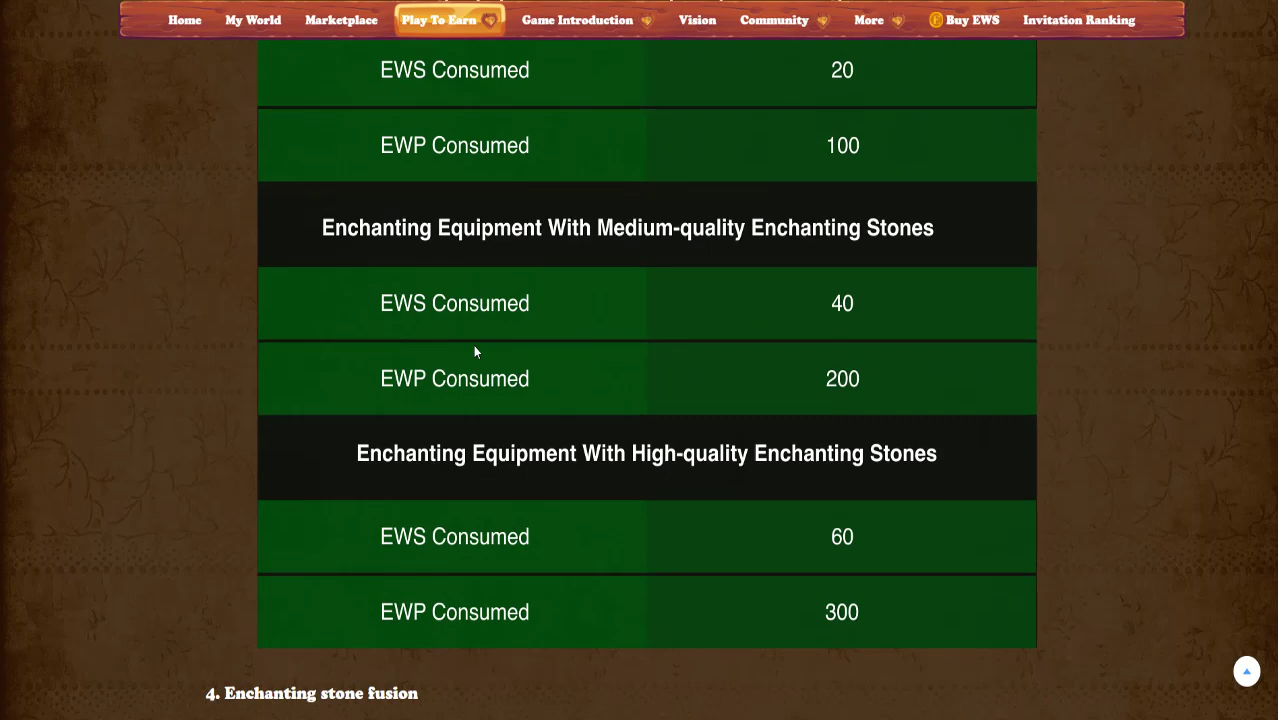 Home My World Marketplace Play To Earn Game Introduction Vision Community More Buy EWS Invitation Ranking
EWS Consumed 20
EWP Consumed 100
Enchanting Equipment With Medium-quality Enchanting Stones
EWS Consumed 40
EWP Consumed 200
Enchanting Equipment With High-quality Enchanting Stones
EWS Consumed 60
EWP Consumed 300
4. Enchanting stone fusion